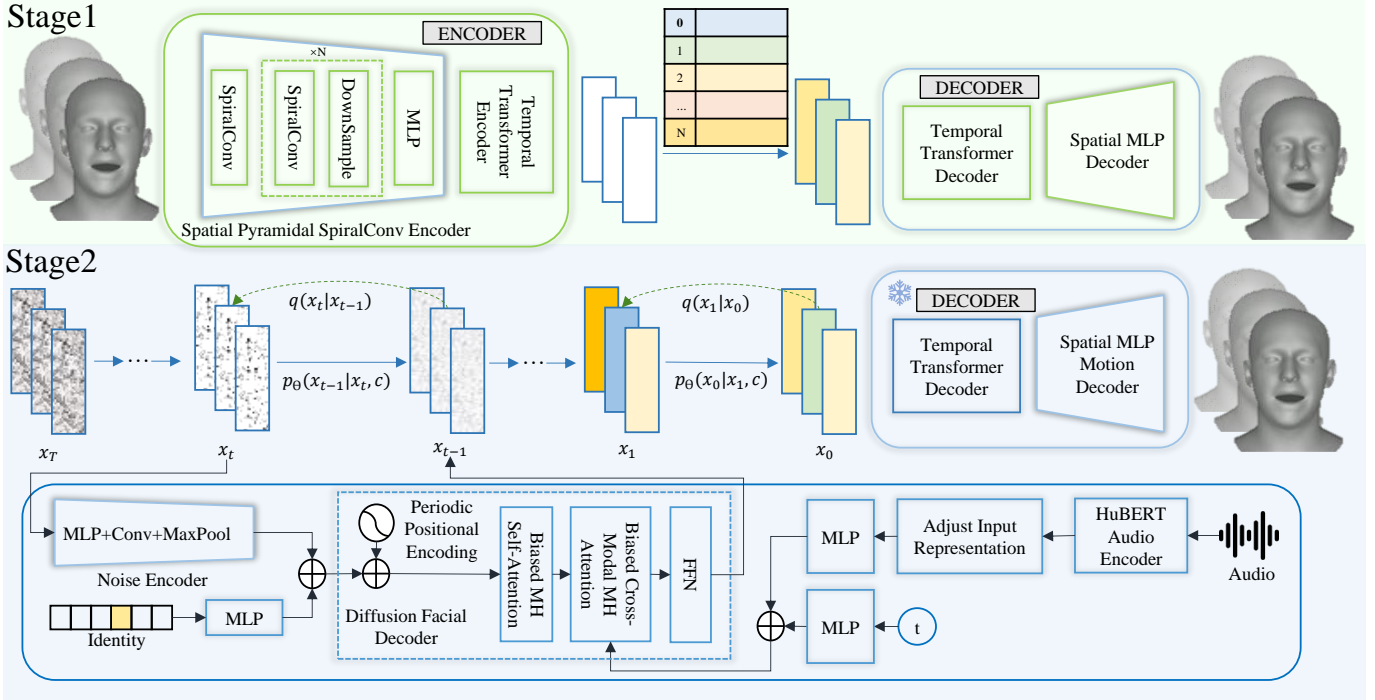 Stage1
ENCODER
×N
SpiralConv
SpiralConv
DownSample
MLP
Temporal
Transformer
Encoder
Spatial Pyramidal SpiralConv Encoder
0
1
2
...
N
DECODER
Temporal
Transformer
Decoder
Spatial MLP
Decoder
Stage2
q(x_t|x_{t−1})
q(x_1|x_0)
...
...
p_Θ(x_{t−1}|x_t, c)
p_Θ(x_0|x_1, c)
x_T
x_t
x_{t−1}
x_1
x_0
DECODER
Temporal
Transformer
Decoder
Spatial MLP
Motion
Decoder
MLP+Conv+MaxPool
Noise Encoder
Identity
MLP
Periodic
Positional
Encoding
Diffusion Facial
Decoder
Biased MH
Self-Attention
Biased Cross-
Modal MH
Attention
FFN
MLP
Adjust Input
Representation
HuBERT
Audio
Encoder
Audio
MLP
t